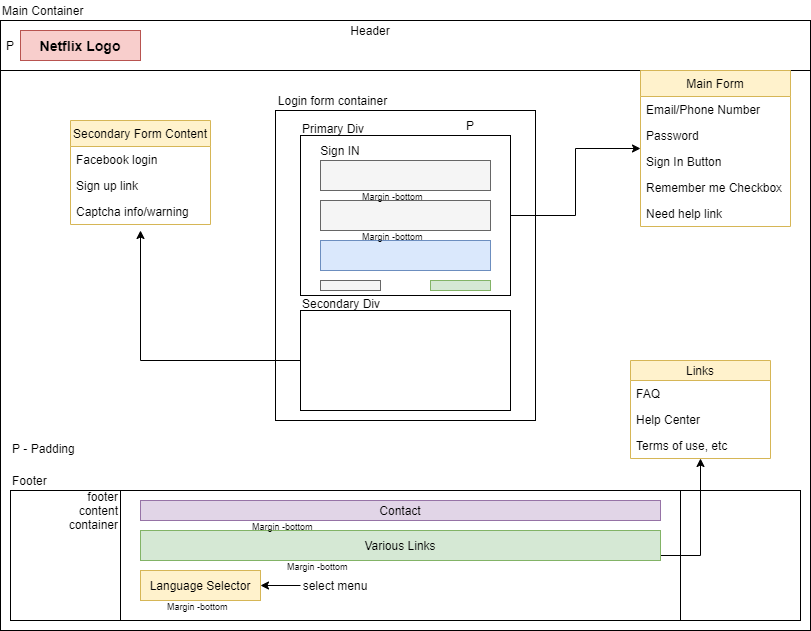 Main Container
Header
P
Netflix Logo
Main Form
Email/Phone Number
Password
Sign In Button
Remember me Checkbox
Need help link
Login form container
Primary Div
P
Sign IN
Margin -bottom
Margin -bottom
Secondary Form Content
Facebook login
Sign up link
Captcha info/warning
Secondary Div
Links
FAQ
Help Center
Terms of use, etc
P - Padding
Footer
footer
content
container
Contact
Margin -bottom
Various Links
Margin -bottom
Language Selector
select menu
Margin -bottom